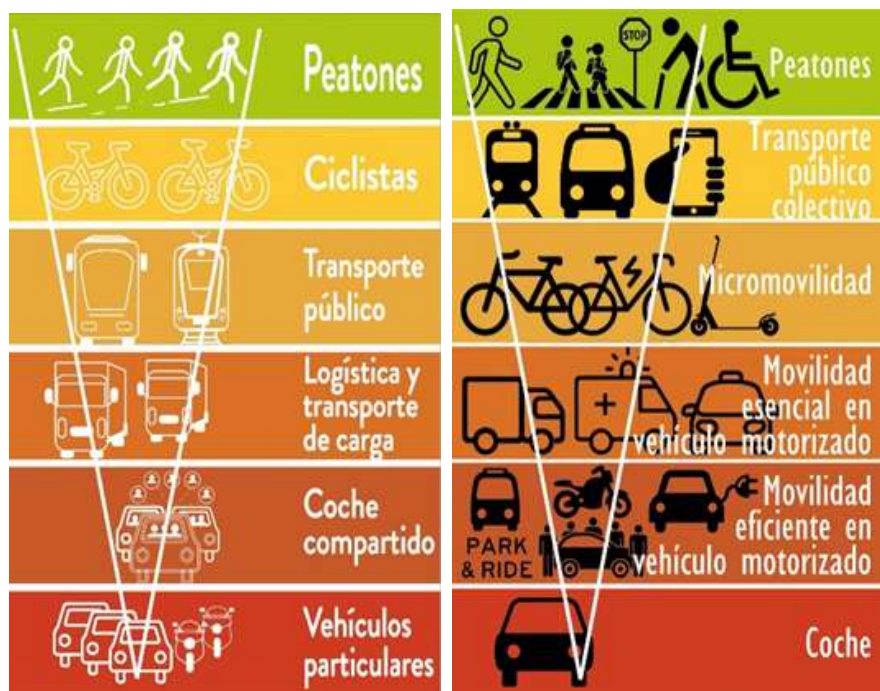 Peatones
Ciclistas
Transporte
público
Logística y
transporte
de carga
Coche
compartido
Vehículos
particulares
STOP
Peatones
Transporte
público
colectivo
Micromovilidad
Movilidad
esencial en
vehículo motorizado
PARK
& RIDE
Movilidad
eficiente en
vehículo motorizado
Coche